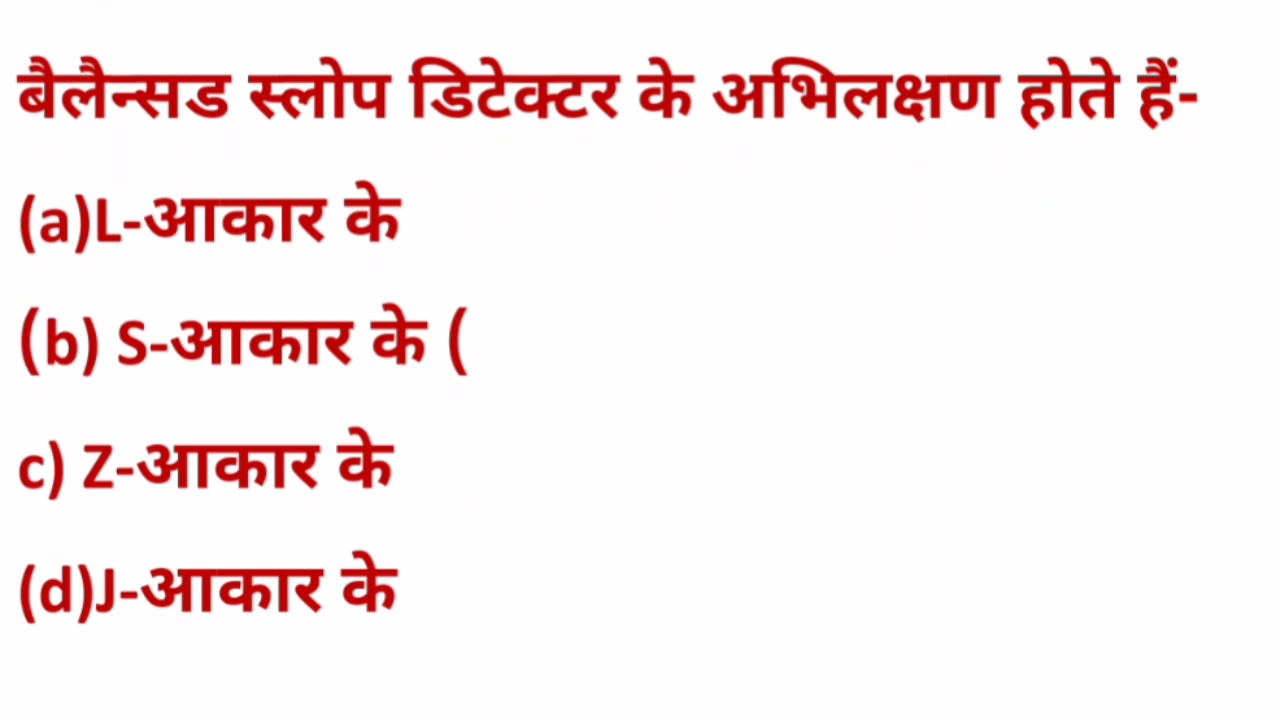 बैलैन्सड स्लोप डिटेक्टर के अभिलक्षण होते हैं-
(a)L-आकार के
(b) S-आकार के (
c) Z-आकार के
(d)J-आकार के